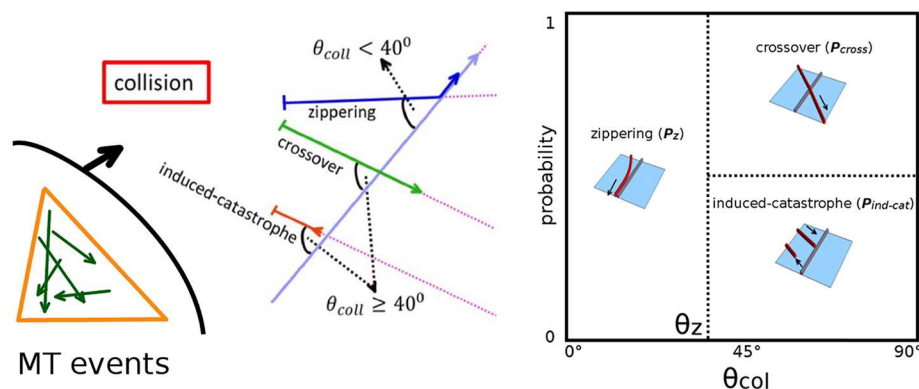 collision
θcoll < 40⁰
zippering
crossover
induced-catastrophe
θcoll ≥ 40⁰
MT events
1
probability
0
crossover (Pcross)
zippering (PZ)
induced-catastrophe (Pind-cat)
θZ
0° 45° 90°
θcol